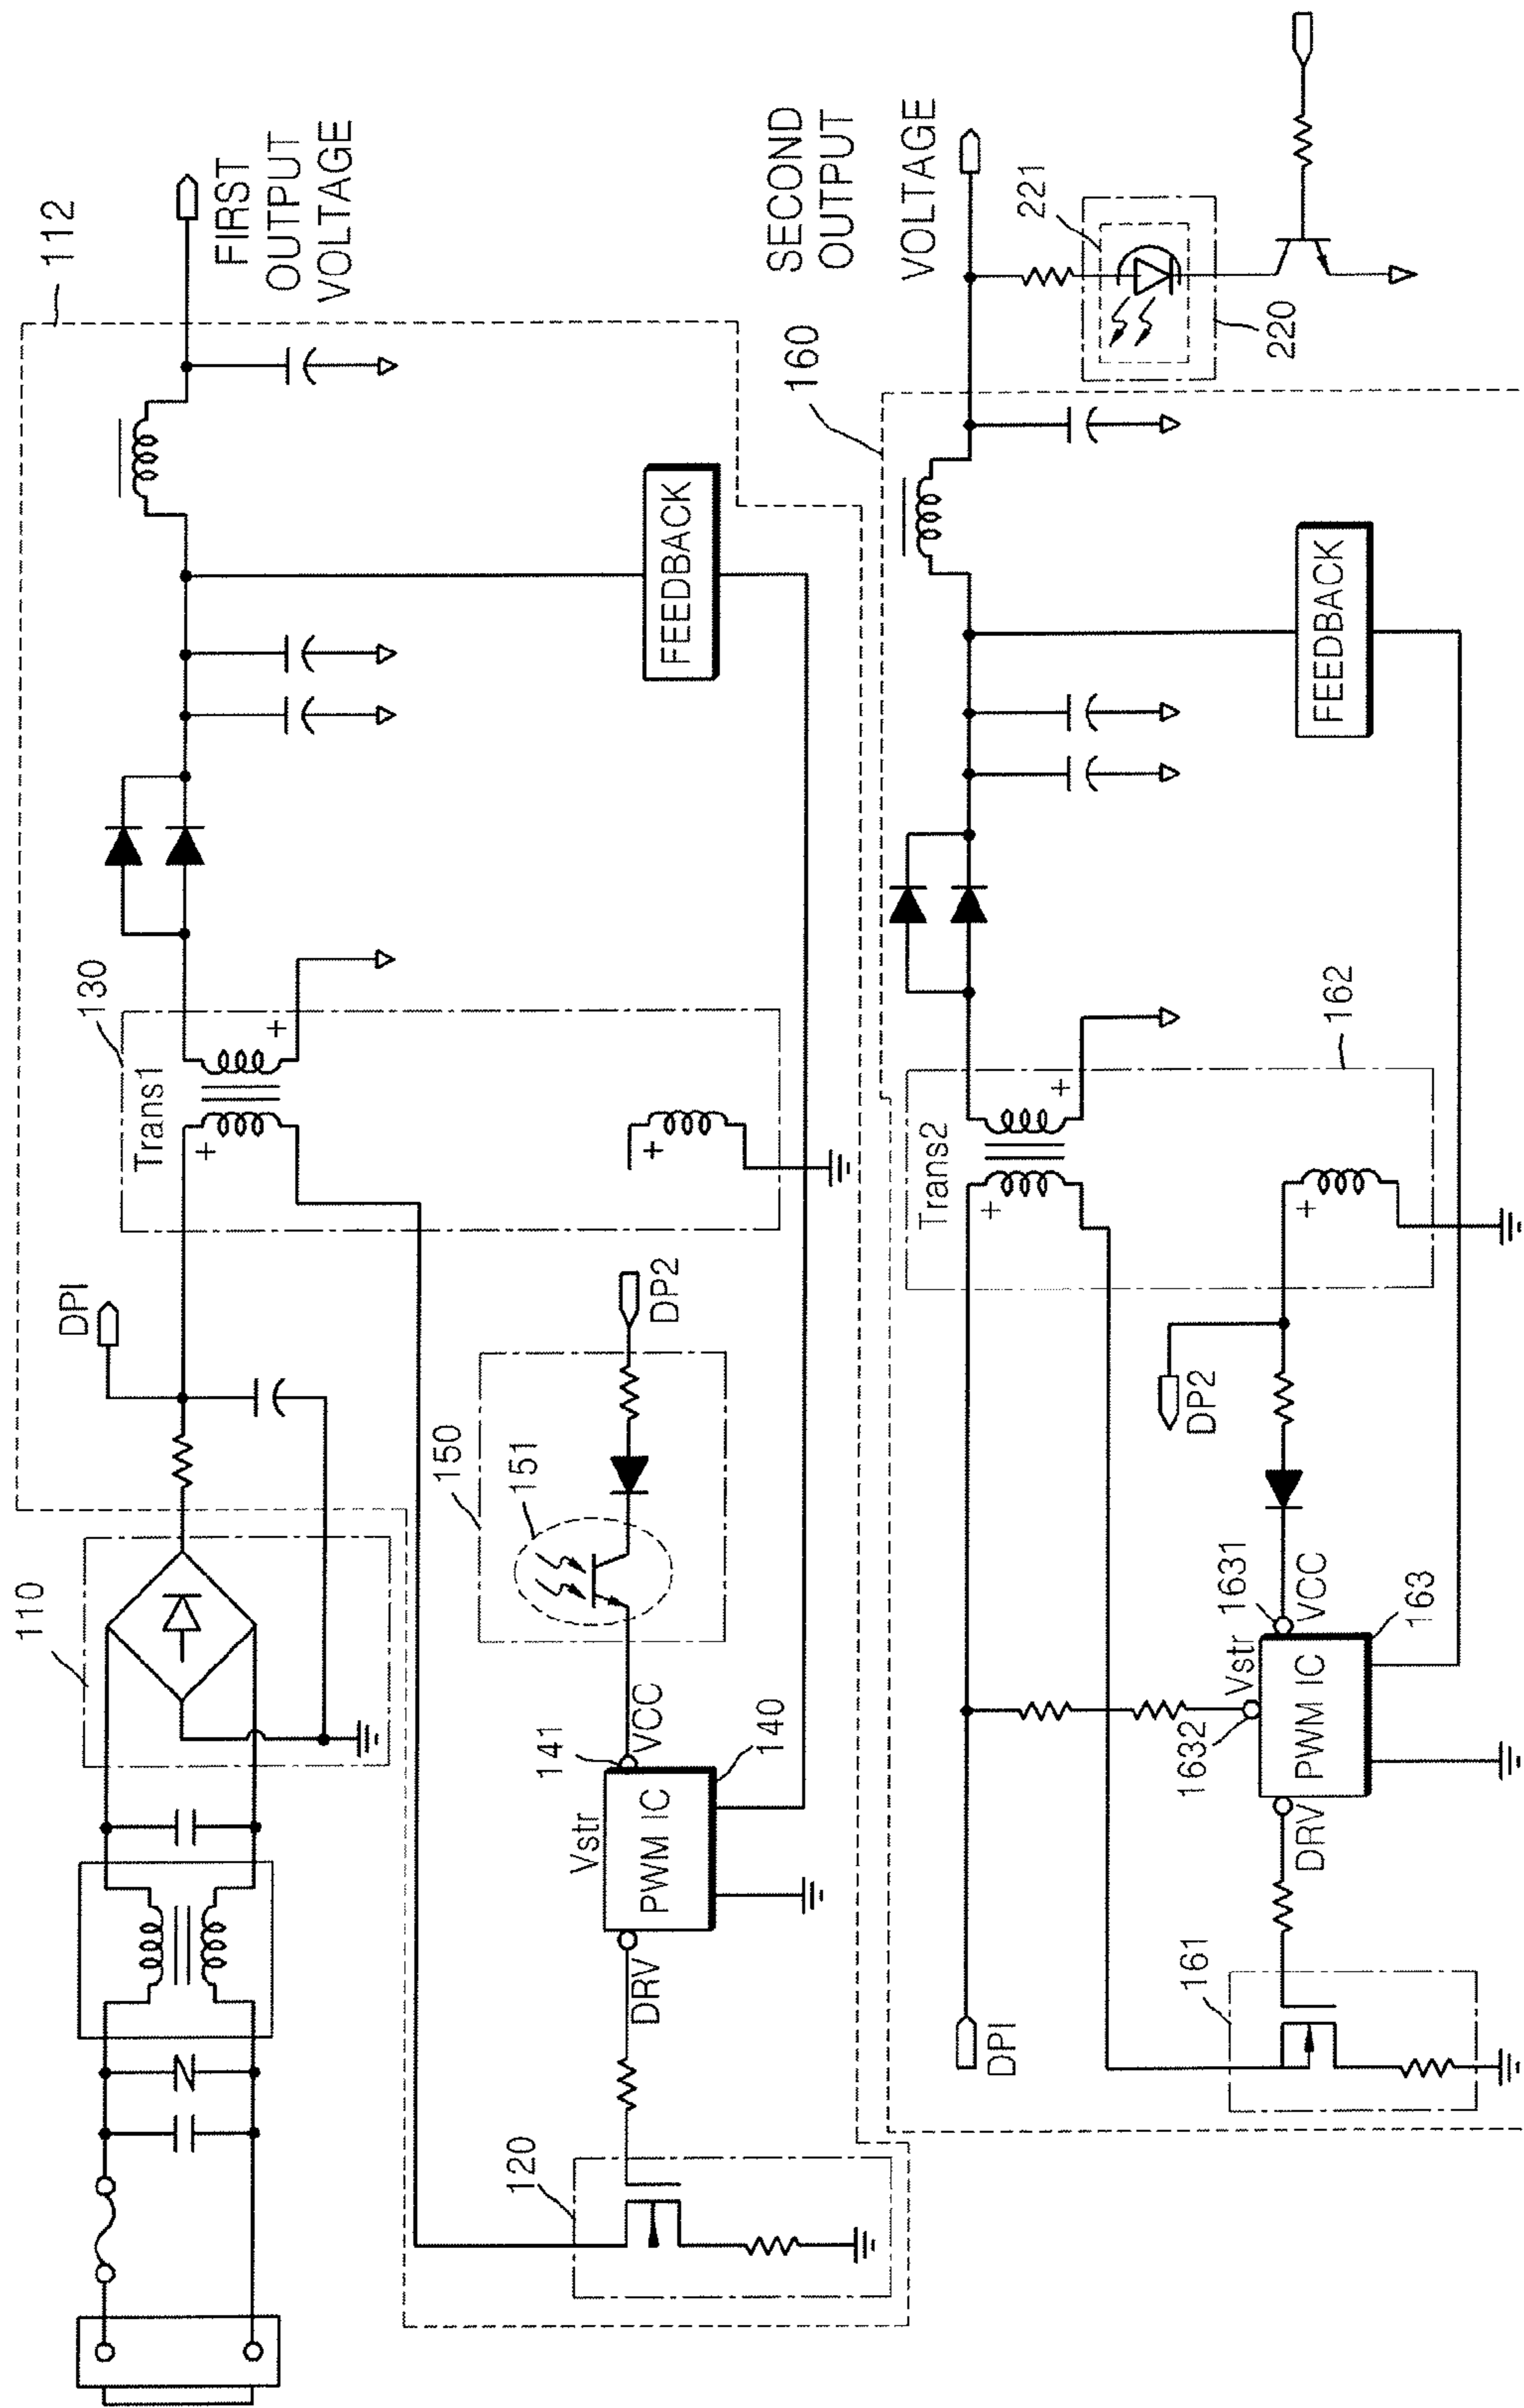 112
FIRST
OUTPUT
VOLTAGE
110
DPI
130
Trans1
+
+
+
FEEDBACK
150
151
DP2
141
VCC
Vstr
PWM IC
140
DRV
120
SECOND
OUTPUT
VOLTAGE
160
221
220
Trans2
+
+
+
162
FEEDBACK
DP2
DPI
1631
VCC
Vstr
1632
PWM IC
163
DRV
161